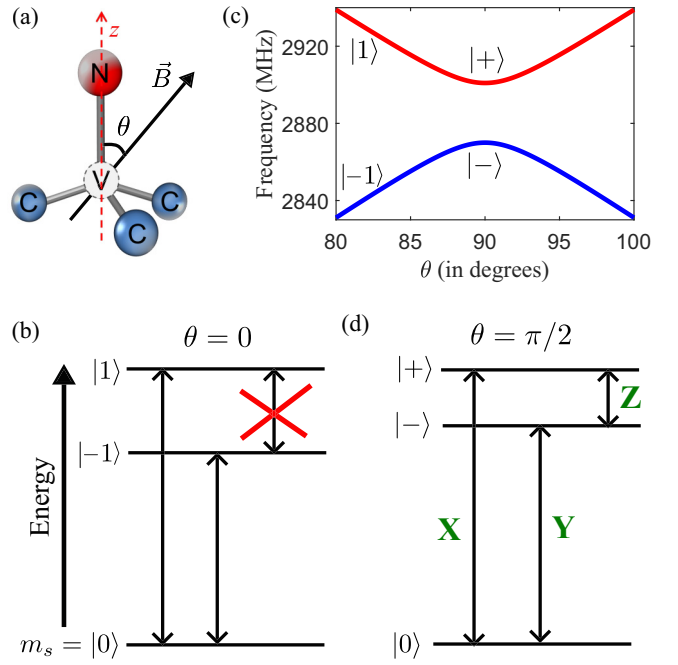 (a)
z
N
B⃗
θ
V
C
C
C
(c)
Frequency (MHz)
2920
2880
2840
|1⟩
|+⟩
|−1⟩
|−⟩
80
85
90
95
100
θ (in degrees)
(b)
θ = 0
|1⟩
|−1⟩
Energy
m_s = |0⟩
(d)
θ = π/2
|+⟩
|−⟩
Z
X
Y
|0⟩